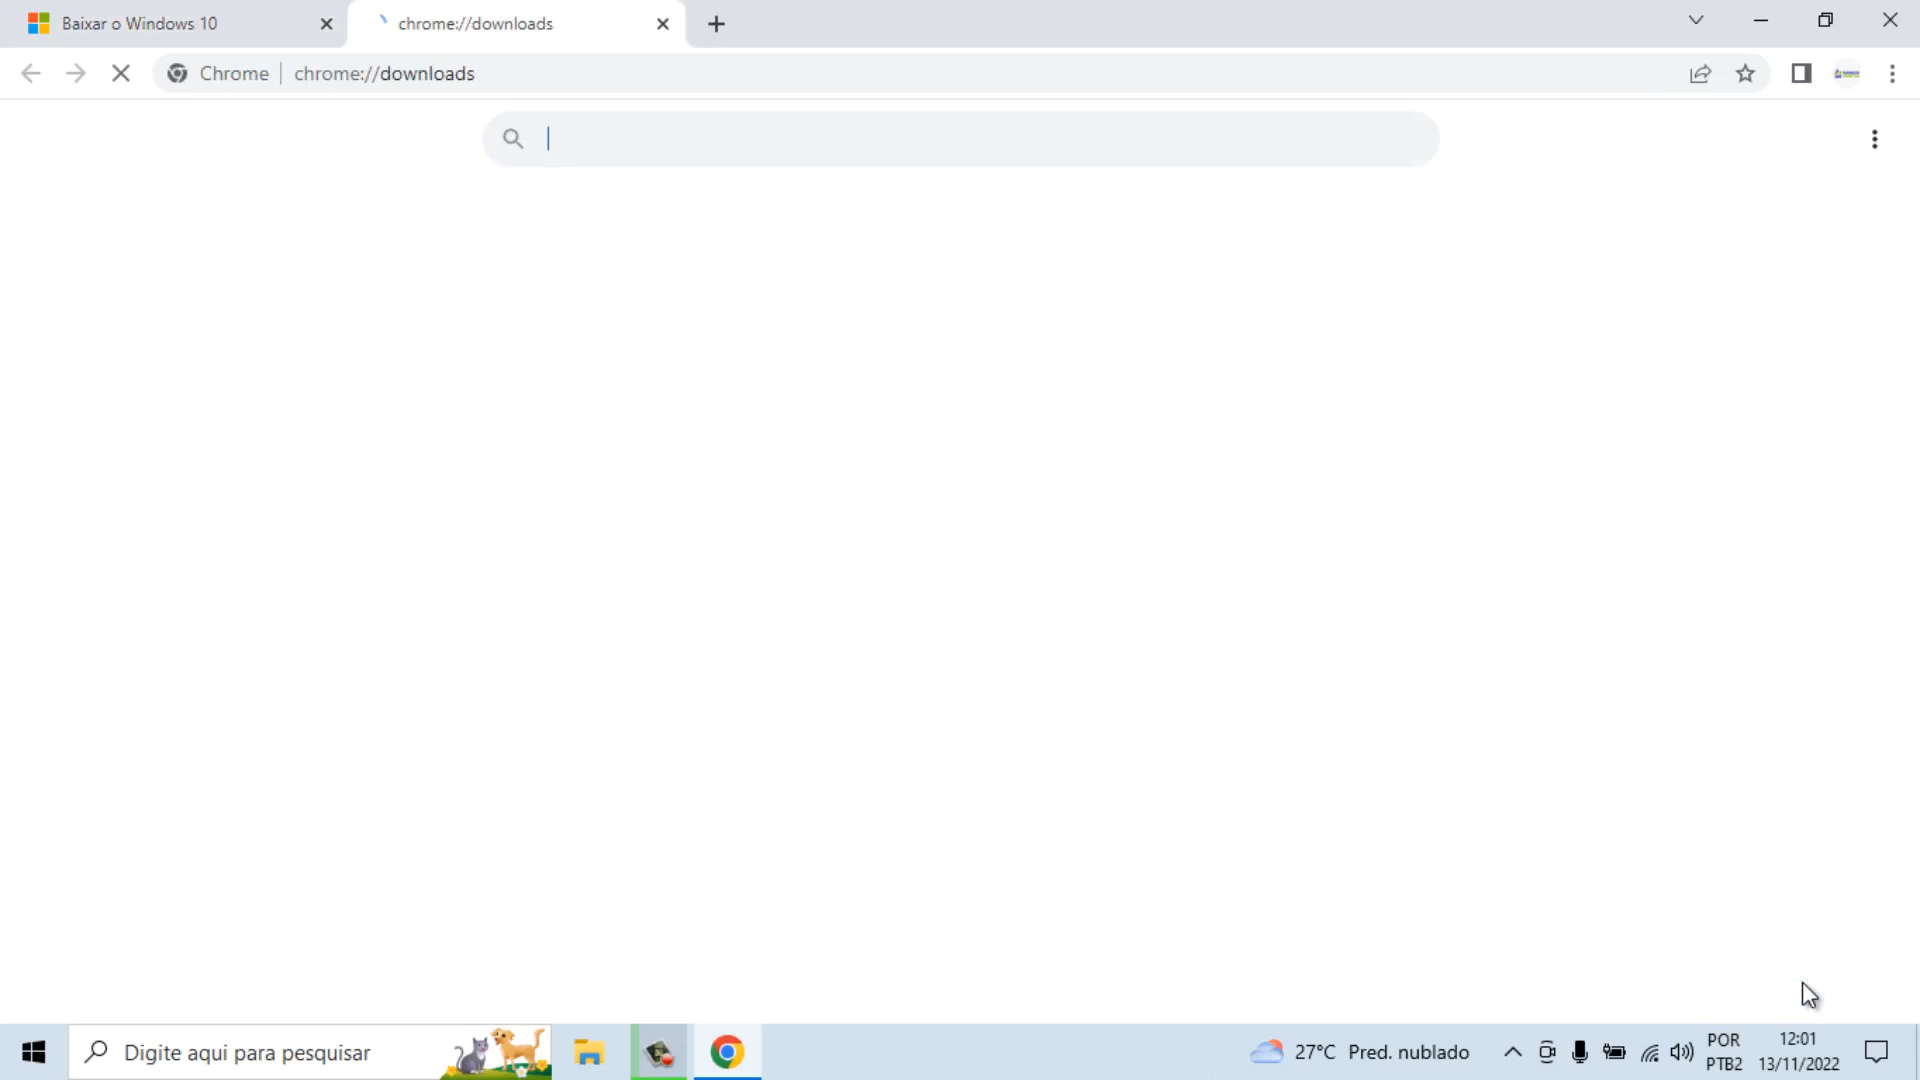 Baixar o Windows 10
chrome://downloads
Chrome | chrome://downloads
Digite aqui para pesquisar
27°C Pred. nublado
POR
PTB2
12:01
13/11/2022